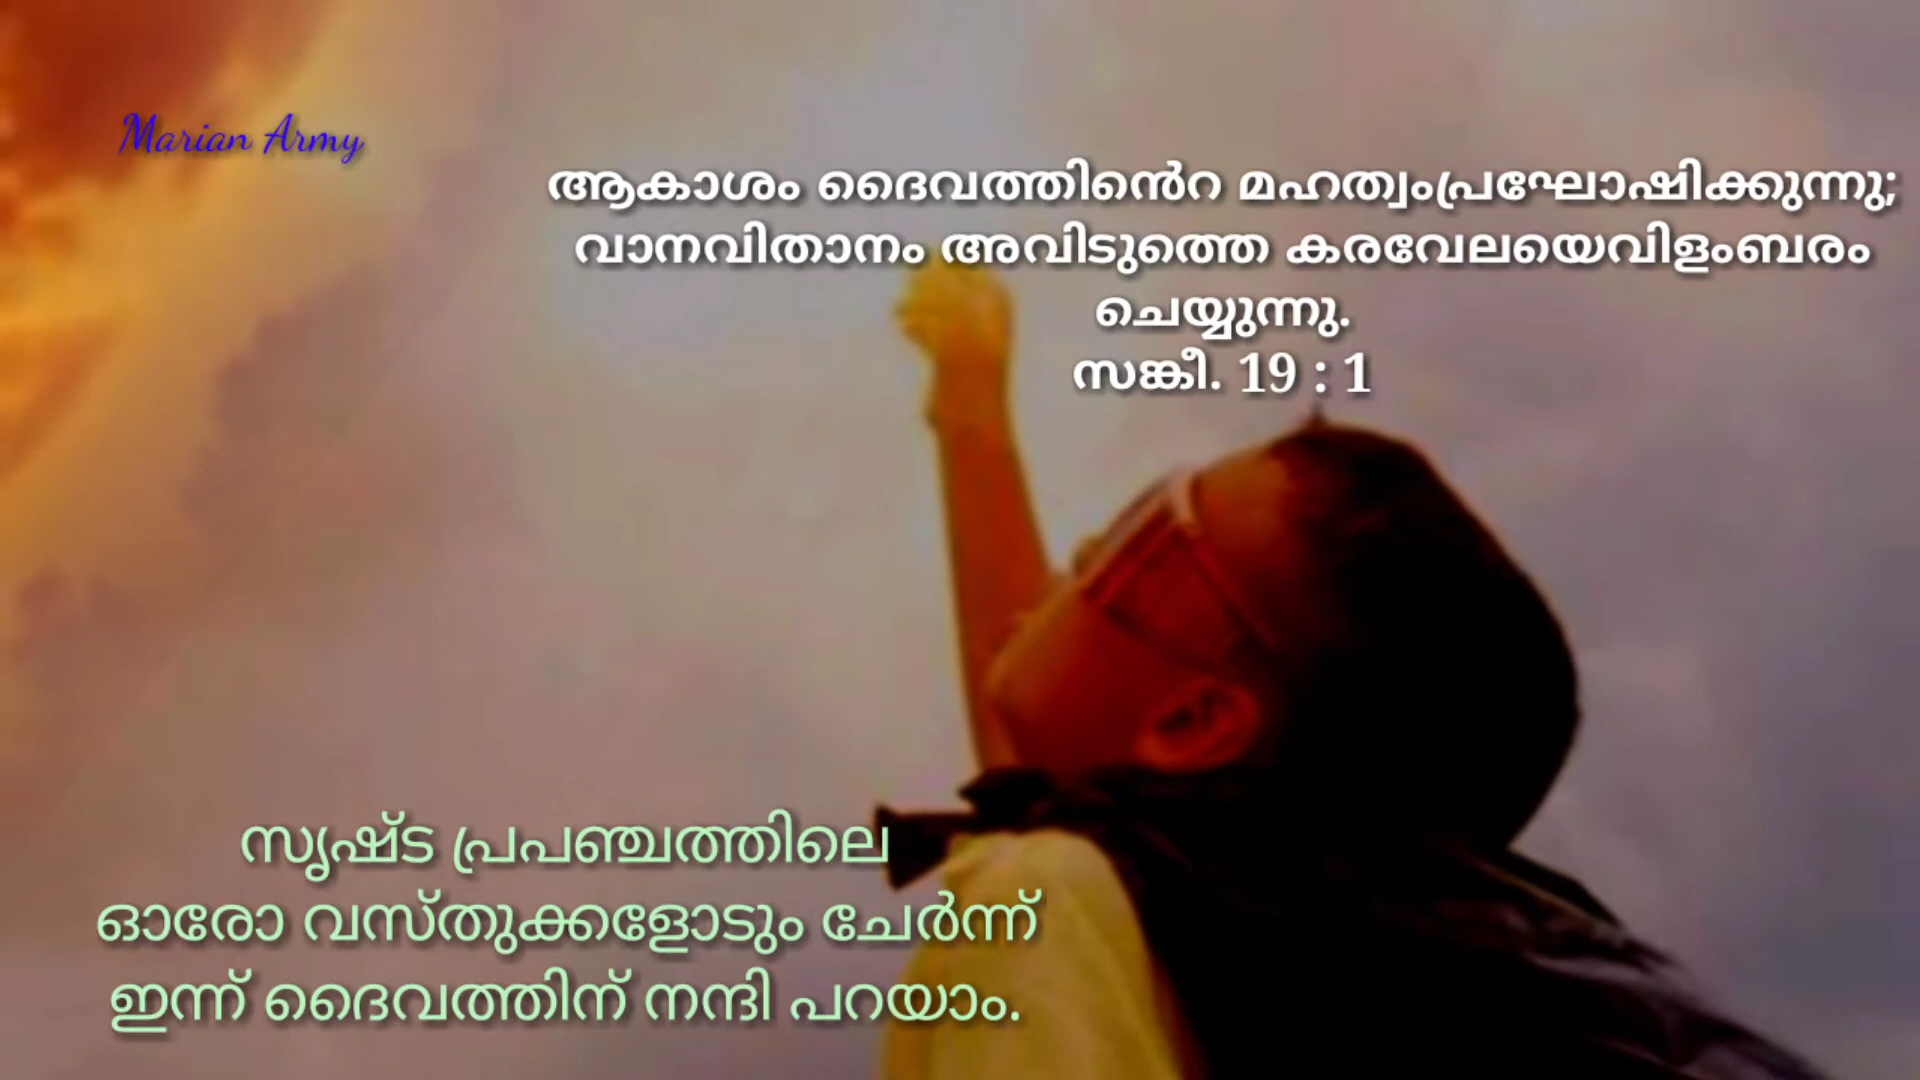 Marian Army
ആകാശം ദൈവത്തിൻെറ മഹത്വംപ്രഘോഷിക്കുന്നു;
വാനവിതാനം അവിടുത്തെ കരവേലയെവിളംബരം
ചെയ്യുന്നു.
സങ്കീ. 19 : 1
സൃഷ്ട പ്രപഞ്ചത്തിലെ
ഓരോ വസ്തുക്കളോടും ചേർന്ന്
ഇന്ന് ദൈവത്തിന് നന്ദി പറയാം.